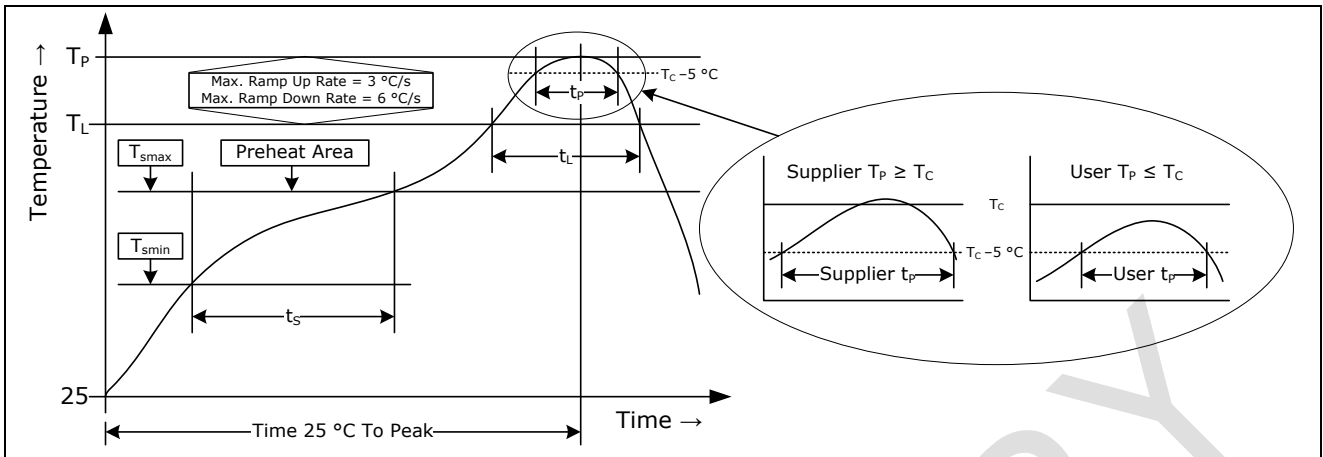 Temperature →
T_P
Max. Ramp Up Rate = 3 °C/s
Max. Ramp Down Rate = 6 °C/s
T_C –5 °C
t_P
T_L
T_smax
Preheat Area
t_L
T_smin
t_S
25
Time →
Time 25 °C To Peak
Supplier T_P ≥ T_C
User T_P ≤ T_C
T_C
T_C –5 °C
Supplier t_P
User t_P